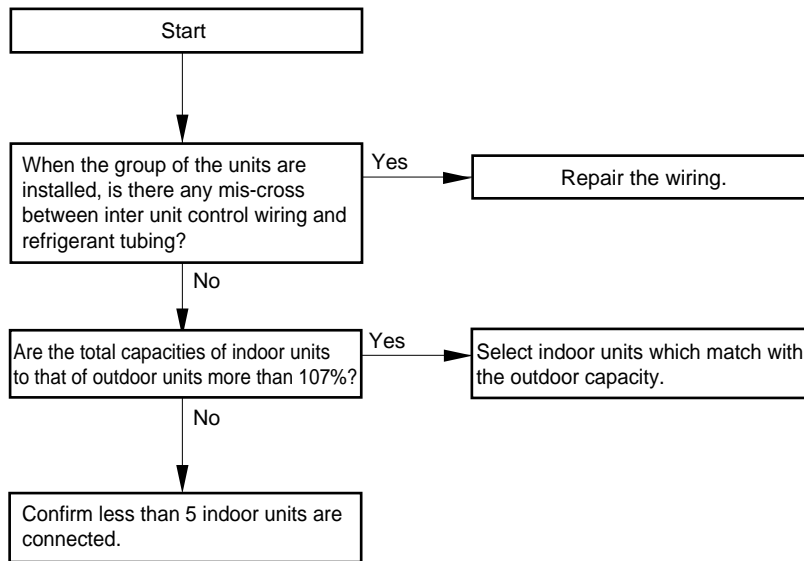 Start
When the group of the units are
installed, is there any mis-cross
between inter unit control wiring and
refrigerant tubing?
Yes
Repair the wiring.
No
Are the total capacities of indoor units
to that of outdoor units more than 107%?
Yes
Select indoor units which match with
the outdoor capacity.
No
Confirm less than 5 indoor units are
connected.